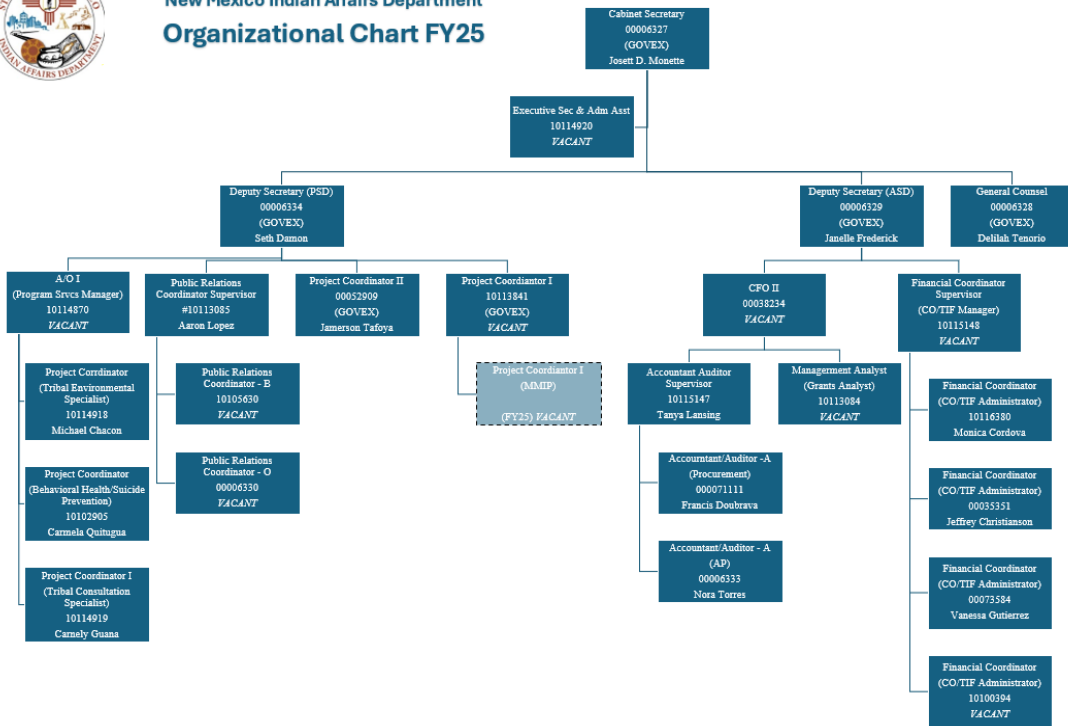 New Mexico Indian Affairs Department
Organizational Chart FY25
INDIAN AFFAIRS DEPARTMENT
Cabinet Secretary
00006327
(GOVEX)
Josett D. Monette
Executive Sec & Adm Asst
10114920
VACANT
Deputy Secretary (PSD)
00006334
(GOVEX)
Seth Damon
Deputy Secretary (ASD)
00006329
(GOVEX)
Janelle Frederick
General Counsel
00006328
(GOVEX)
Delilah Tenorio
A/O I
(Program Srvcs Manager)
10114870
VACANT
Public Relations
Coordinator Supervisor
#10113085
Aaron Lopez
Project Coordinator II
00052909
(GOVEX)
Jamerson Tafoya
Project Coordiantor I
10113841
(GOVEX)
VACANT
CFO II
00038234
VACANT
Financial Coordinator
Supervisor
(CO/TIF Manager)
10115148
VACANT
Project Corrdinator
(Tribal Environmental
Specialist)
10114918
Michael Chacon
Public Relations
Coordinator - B
10105630
VACANT
Project Coordiantor I
(MMIP)
(FY25) VACANT
Accountant Auditor
Supervisor
10115147
Tanya Lansing
Management Analyst
(Grants Analyst)
10113084
VACANT
Financial Coordinator
(CO/TIF Administrator)
10116380
Monica Cordova
Project Coordinator
(Behavioral Health/Suicide
Prevention)
10102905
Carmela Quitugua
Public Relations
Coordinator - O
00006330
VACANT
Accountant/Auditor -A
(Procurement)
000071111
Francis Doubrava
Financial Coordinator
(CO/TIF Administrator)
00035351
Jeffrey Christianson
Project Coordinator I
(Tribal Consultation
Specialist)
10114919
Carnely Guana
Accountant/Auditor - A
(AP)
00006333
Nora Torres
Financial Coordinator
(CO/TIF Administrator)
00073584
Vanessa Gutierrez
Financial Coordinator
(CO/TIF Administrator)
10100394
VACANT